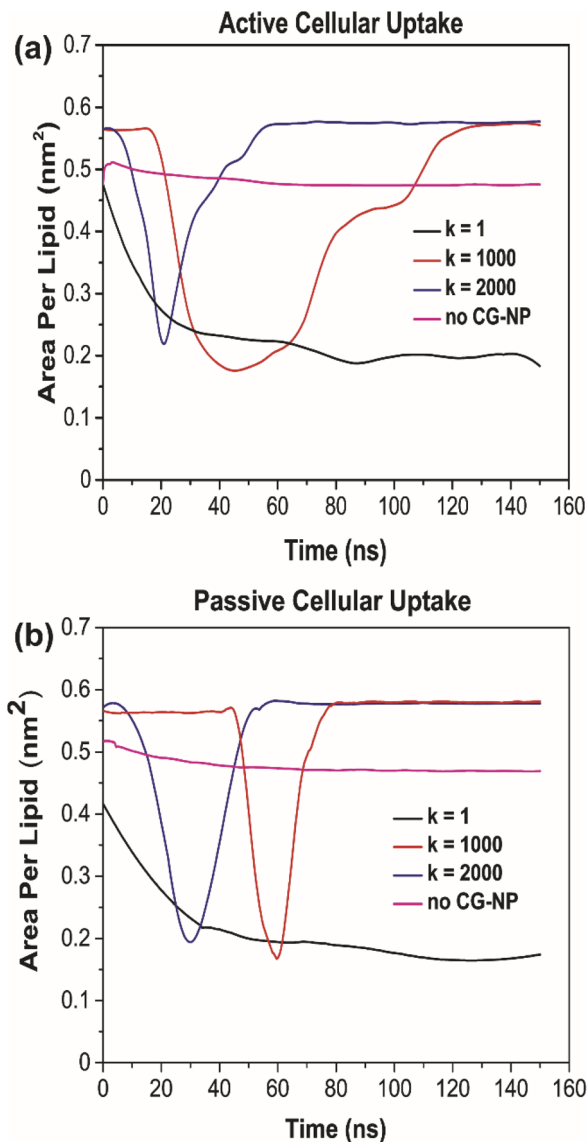 Active Cellular Uptake
(a)
Area Per Lipid (nm²)
0.7
0.6
0.5
0.4
0.3
0.2
0.1
0
k = 1
k = 1000
k = 2000
no CG-NP
0 20 40 60 80 100 120 140 160
Time (ns)
Passive Cellular Uptake
(b)
Area Per Lipid (nm²)
0.7
0.6
0.5
0.4
0.3
0.2
0.1
0
k = 1
k = 1000
k = 2000
no CG-NP
0 20 40 60 80 100 120 140 160
Time (ns)